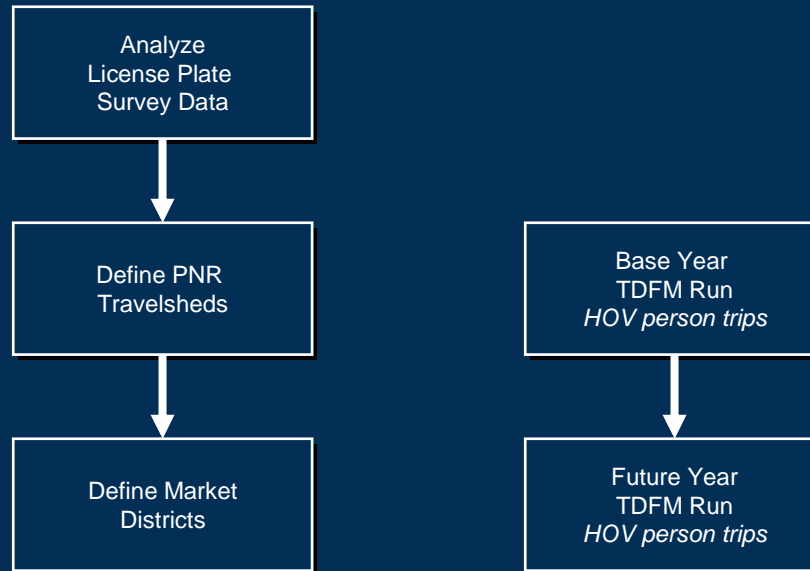 Analyze
License Plate
Survey Data
Define PNR
Travelsheds
Base Year
TDFM Run
HOV person trips
Define Market
Districts
Future Year
TDFM Run
HOV person trips